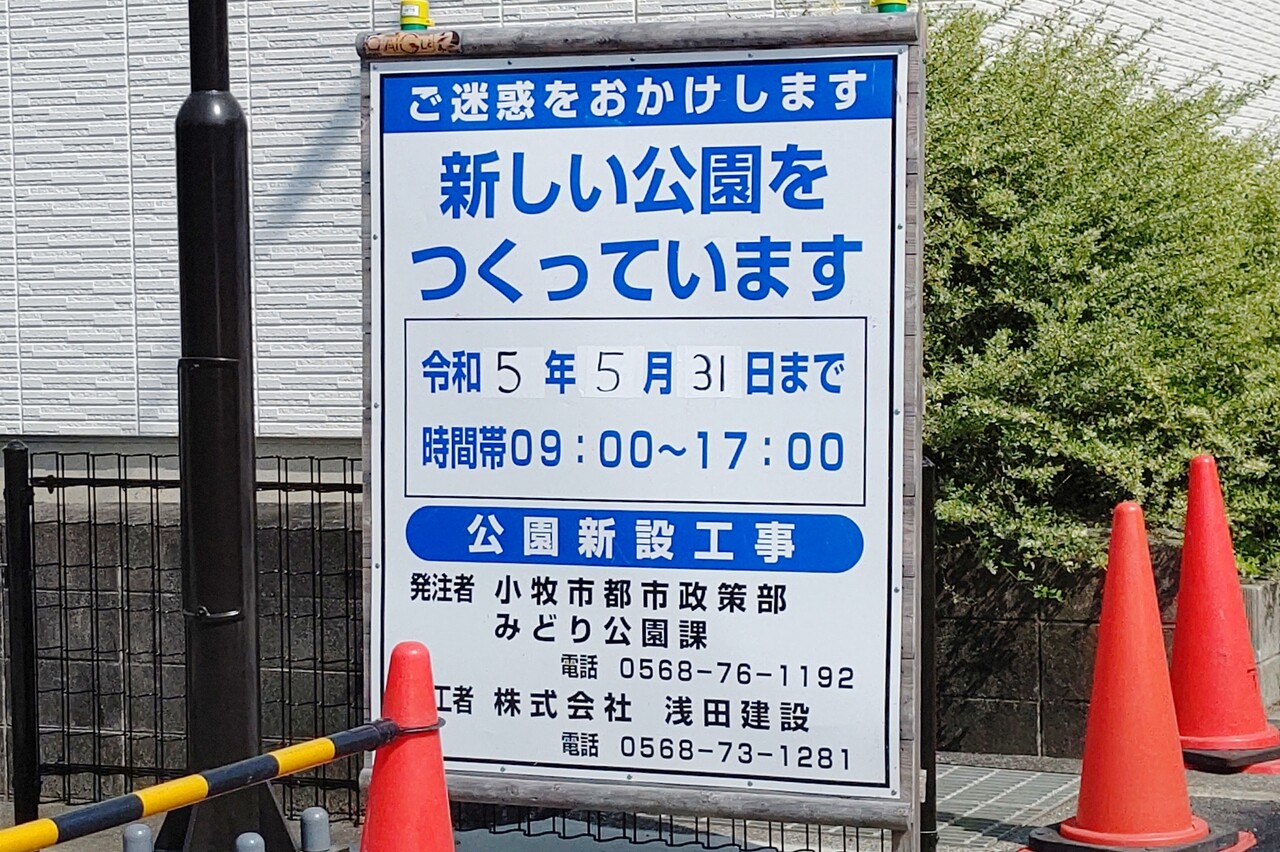 ご迷惑をおかけします
新しい公園を
つくっています
令和5年5月31日まで
時間帯09:00~17:00
公園新設工事
発注者 小牧市都市政策部
みどり公園課
電話 0568-76-1192
工者 株式会社 浅田建設
電話 0568-73-1281